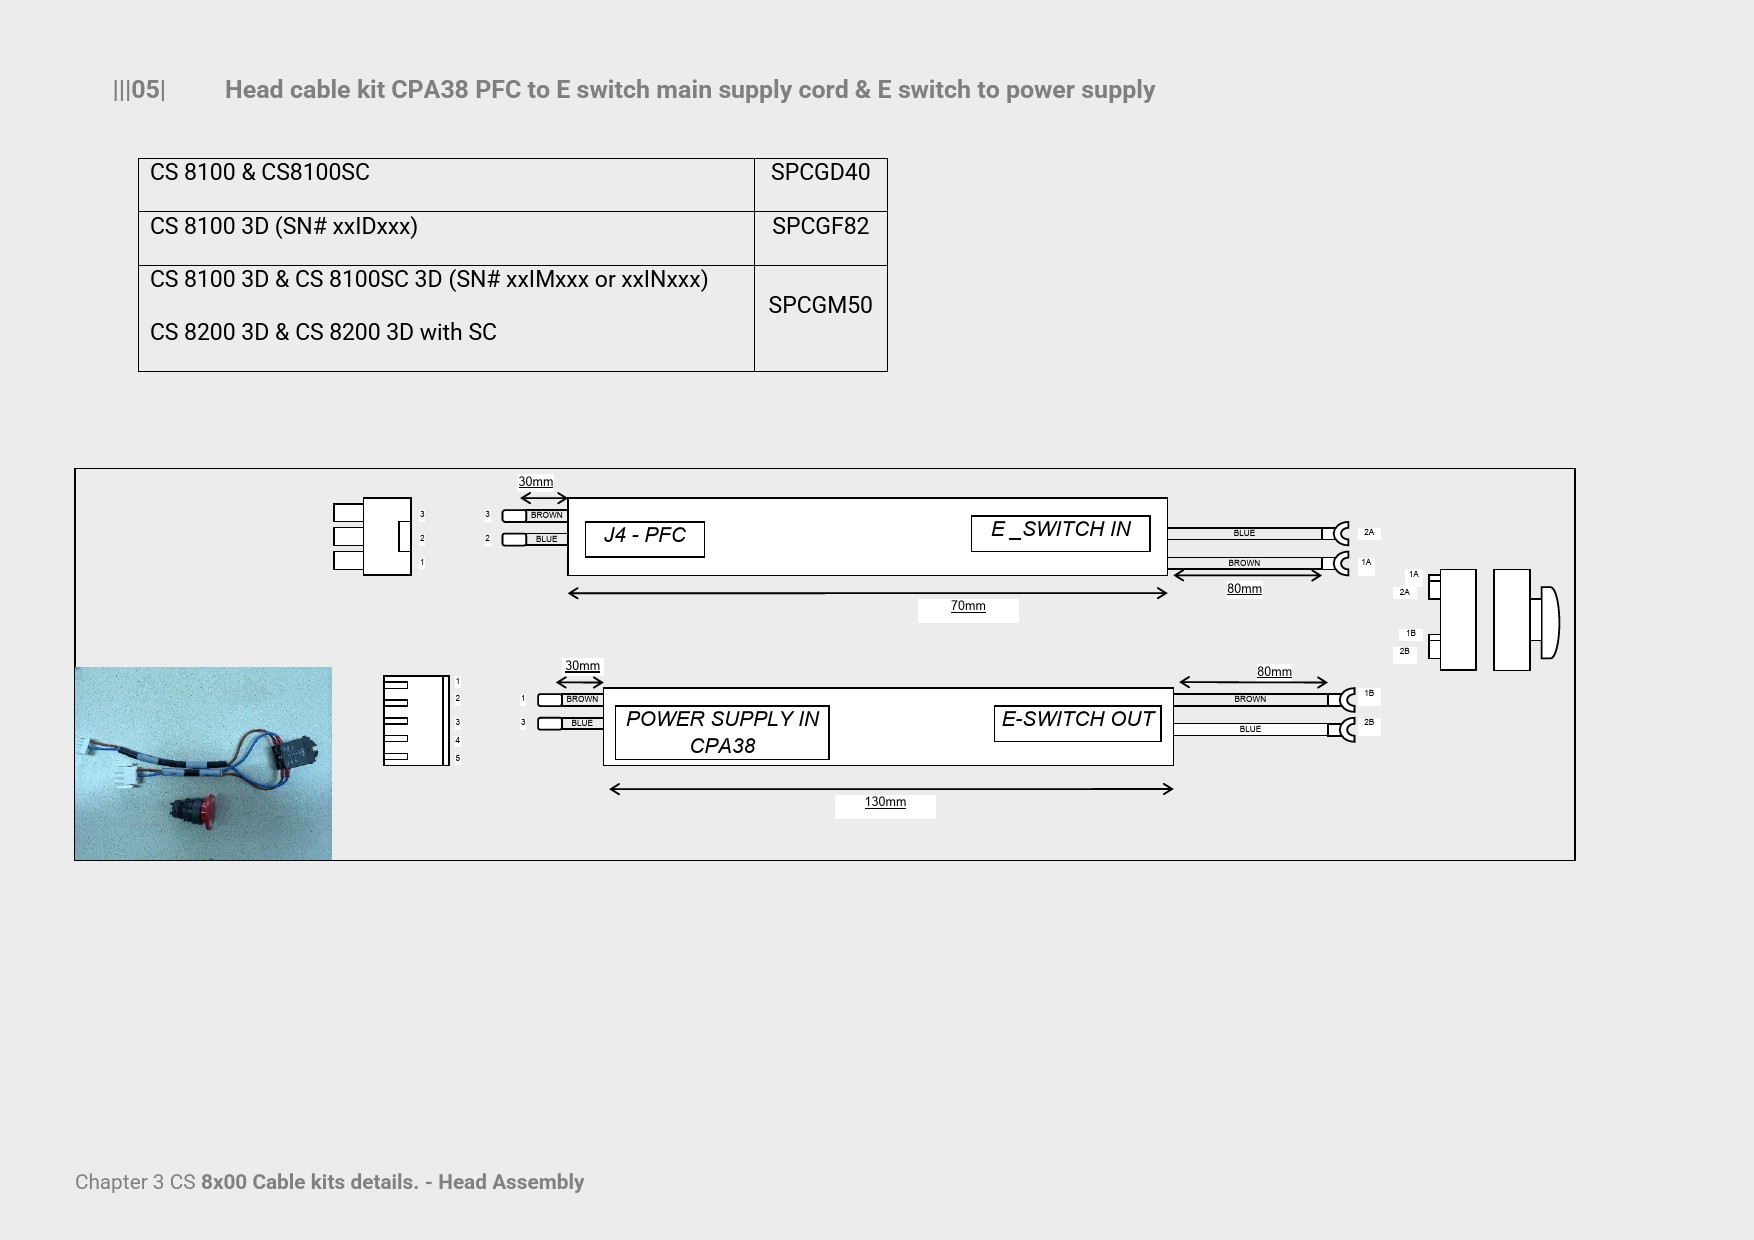 |||05| Head cable kit CPA38 PFC to E switch main supply cord & E switch to power supply
CS 8100 & CS8100SC SPCGD40
CS 8100 3D (SN# xxIDxxx) SPCGF82
CS 8100 3D & CS 8100SC 3D (SN# xxIMxxx or xxINxxx)
SPCGM50
CS 8200 3D & CS 8200 3D with SC
30mm
3 3 BROWN
2 2 BLUE
1
J4 - PFC
E _SWITCH IN
BLUE 2A
BROWN 1A
80mm
70mm
1A
2A
1B
2B
30mm
80mm
1
2
3
4
5
1 BROWN
3 BLUE
POWER SUPPLY IN
CPA38
E-SWITCH OUT
BROWN 1B
BLUE 2B
130mm
Chapter 3 CS 8x00 Cable kits details. - Head Assembly